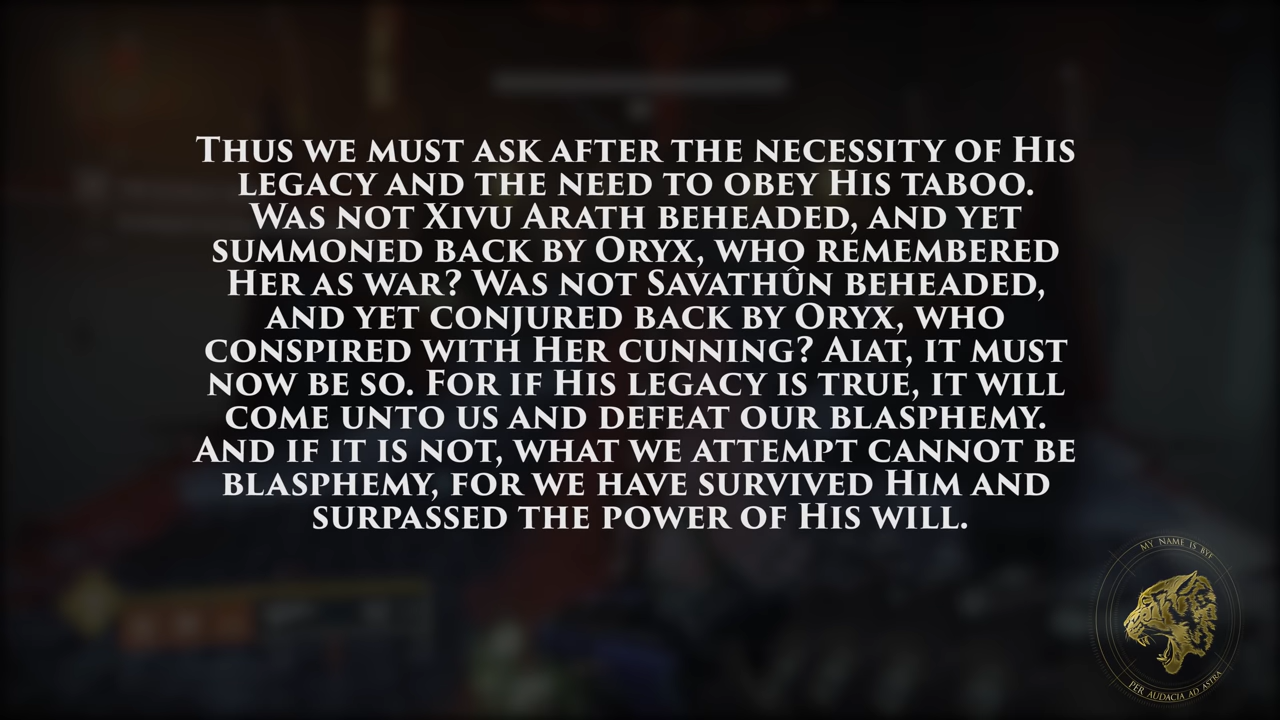 Thus we must ask after the necessity of His
legacy and the need to obey His taboo.
Was not Xivu Arath beheaded, and yet
summoned back by Oryx, who remembered
Her as war? Was not Savathûn beheaded,
and yet conjured back by Oryx, who
conspired with Her cunning? Aiat, it must
now be so. For if His legacy is true, it will
come unto us and defeat our blasphemy.
And if it is not, what we attempt cannot be
blasphemy, for we have survived Him and
surpassed the power of His will.
MY NAME IS BYF
PER AUDACIA AD ASTRA